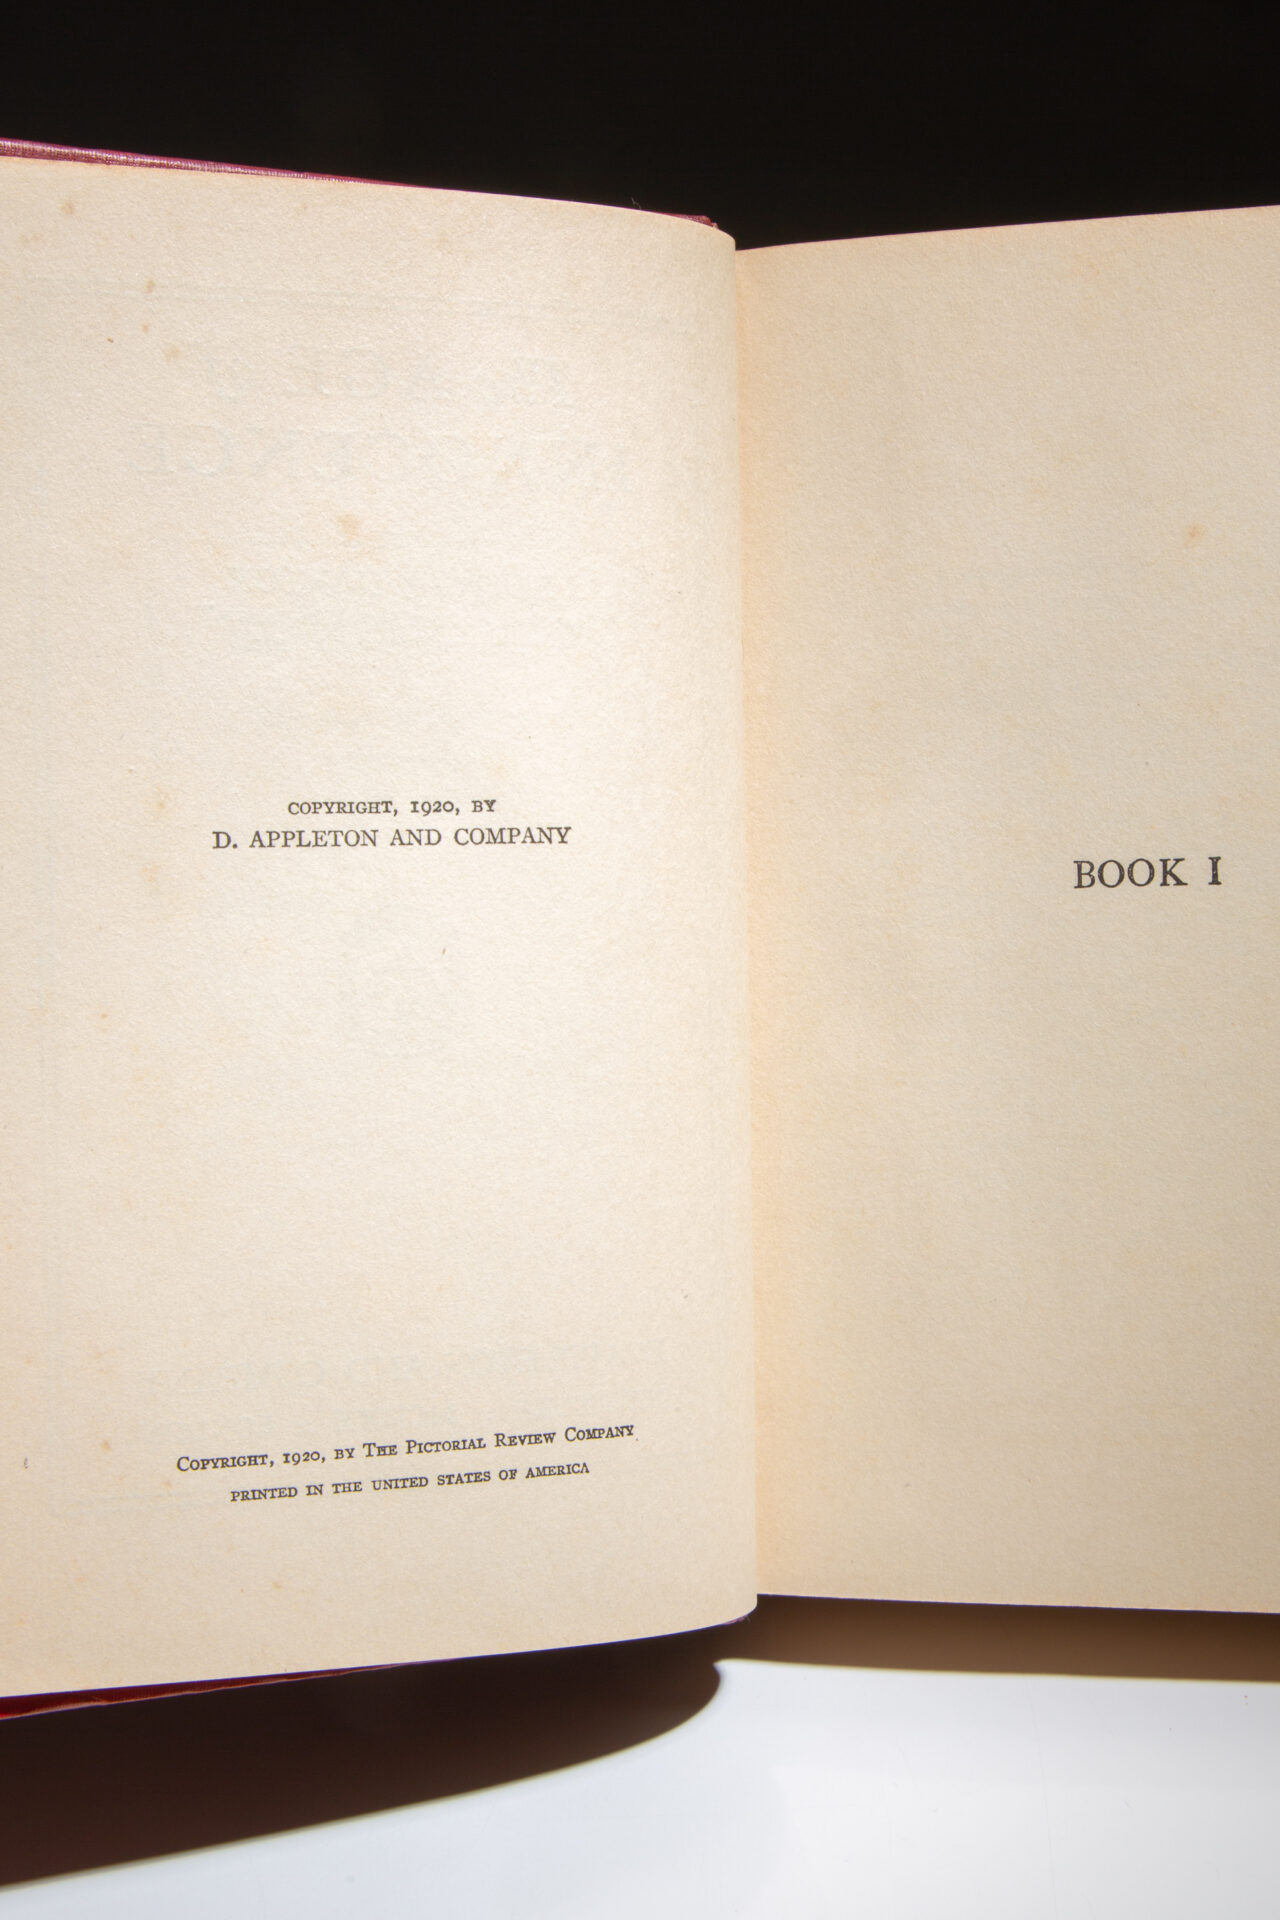 COPYRIGHT, 1920, BY
D. APPLETON AND COMPANY
COPYRIGHT, 1920, BY THE PICTORIAL REVIEW COMPANY
PRINTED IN THE UNITED STATES OF AMERICA
BOOK I